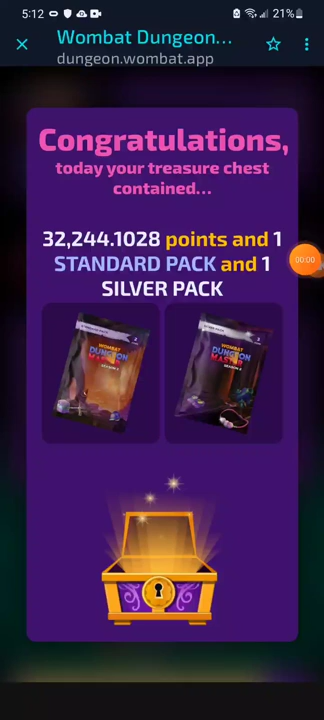 5:12
21%
Wombat Dungeon...
dungeon.wombat.app
Congratulations,
today your treasure chest
contained...
32,244.1028 points and 1
STANDARD PACK and 1
SILVER PACK
WOMBAT
DUNGEON
MASTER
WOMBAT
DUNGEON
MASTER
00:00